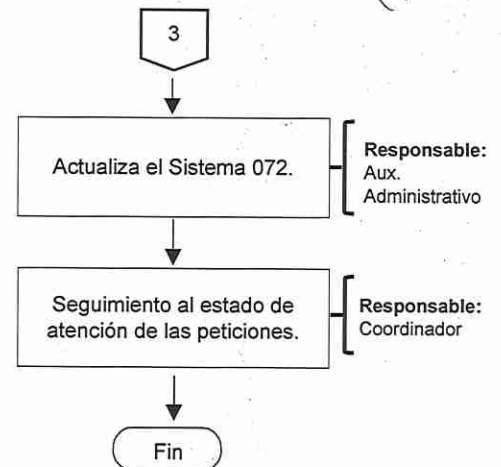 3
Actualiza el Sistema 072.
Responsable:
Aux.
Administrativo
Seguimiento al estado de
atención de las peticiones.
Responsable:
Coordinador
Fin